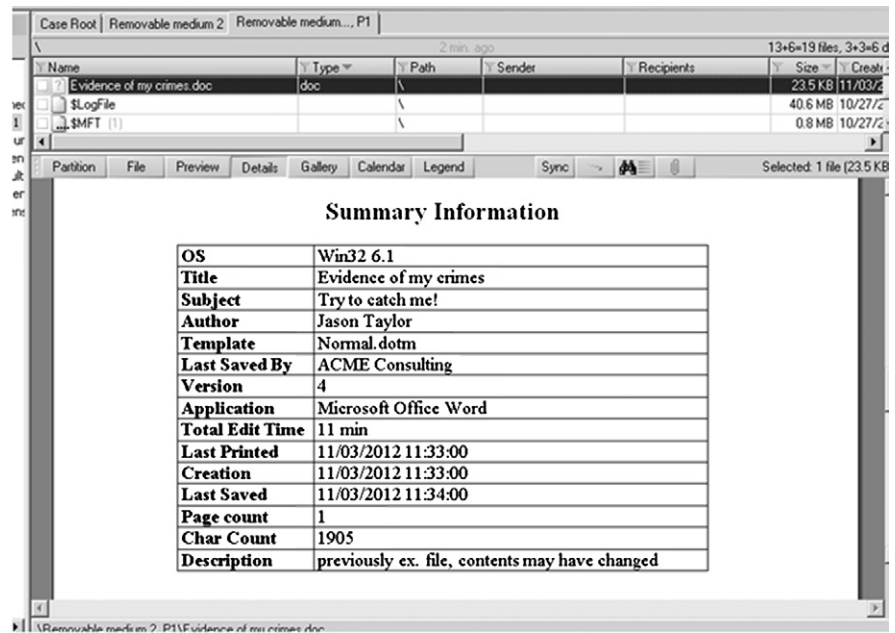 Case Root Removable medium 2 Removable medium..., P1
\ 2 min. ago 13+6=19 files, 3+3=6 d
Name Type Path Sender Recipients Size Create
Evidence of my crimes.doc doc \ 23.5 KB 11/03/2
$LogFile \ 40.6 MB 10/27/2
$MFT (1) \ 0.8 MB 10/27/2
Partition File Preview Details Gallery Calendar Legend Sync Selected: 1 file (23.5 KB
Summary Information
OS Win32 6.1
Title Evidence of my crimes
Subject Try to catch me!
Author Jason Taylor
Template Normal.dotm
Last Saved By ACME Consulting
Version 4
Application Microsoft Office Word
Total Edit Time 11 min
Last Printed 11/03/2012 11:33:00
Creation 11/03/2012 11:33:00
Last Saved 11/03/2012 11:34:00
Page count 1
Char Count 1905
Description previously ex. file, contents may have changed
\Removable medium 2, P1\Evidence of my crimes.doc